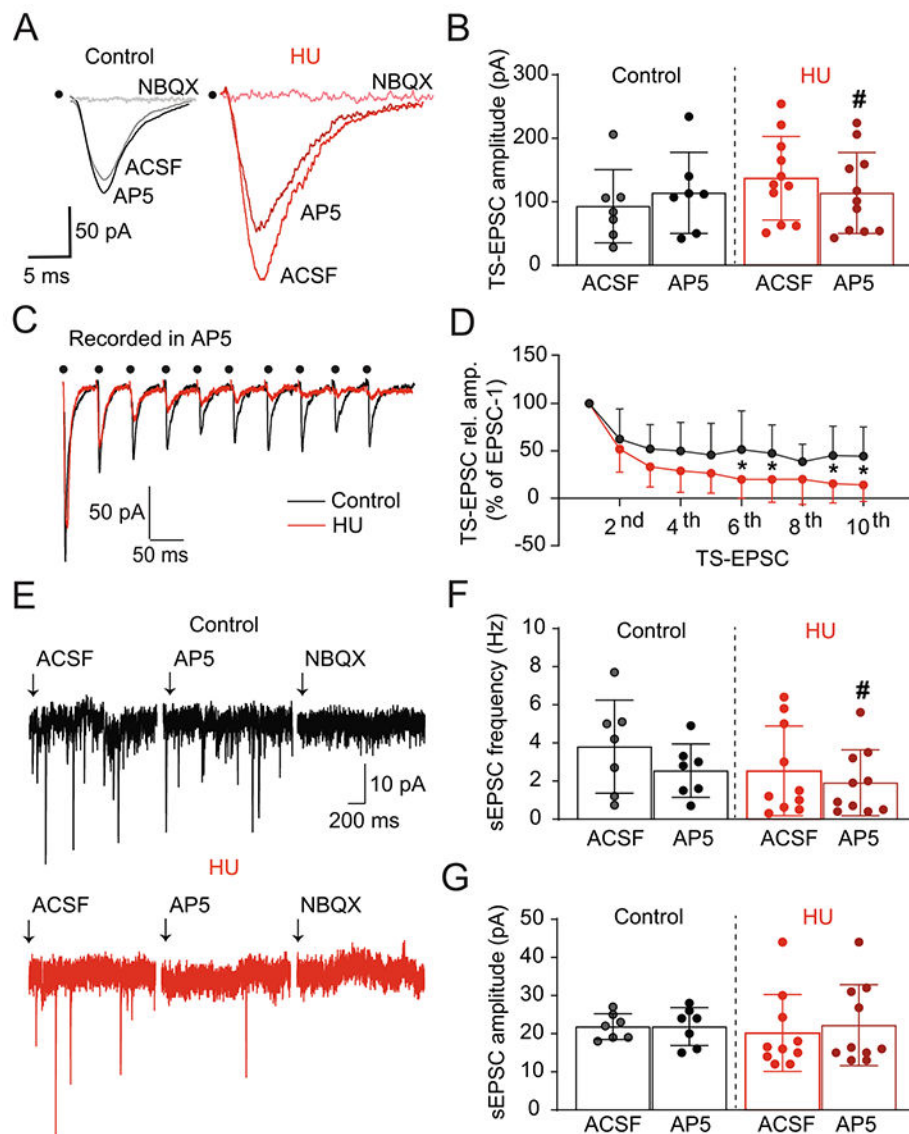 A
Control
HU
NBQX
NBQX
ACSF
AP5
AP5
ACSF
50 pA
5 ms
B
Control
HU
TS-EPSC amplitude (pA)
300
200
100
0
#
ACSF
AP5
ACSF
AP5
C
Recorded in AP5
50 pA
50 ms
Control
HU
D
TS-EPSC rel. amp.
(% of EPSC-1)
150
100
50
0
-50
* * * *
2nd 4th 6th 8th 10th
TS-EPSC
E
Control
ACSF
AP5
NBQX
10 pA
200 ms
HU
ACSF
AP5
NBQX
F
Control
HU
sEPSC frequency (Hz)
10
8
6
4
2
0
#
ACSF
AP5
ACSF
AP5
G
Control
HU
sEPSC amplitude (pA)
50
40
30
20
10
0
ACSF
AP5
ACSF
AP5